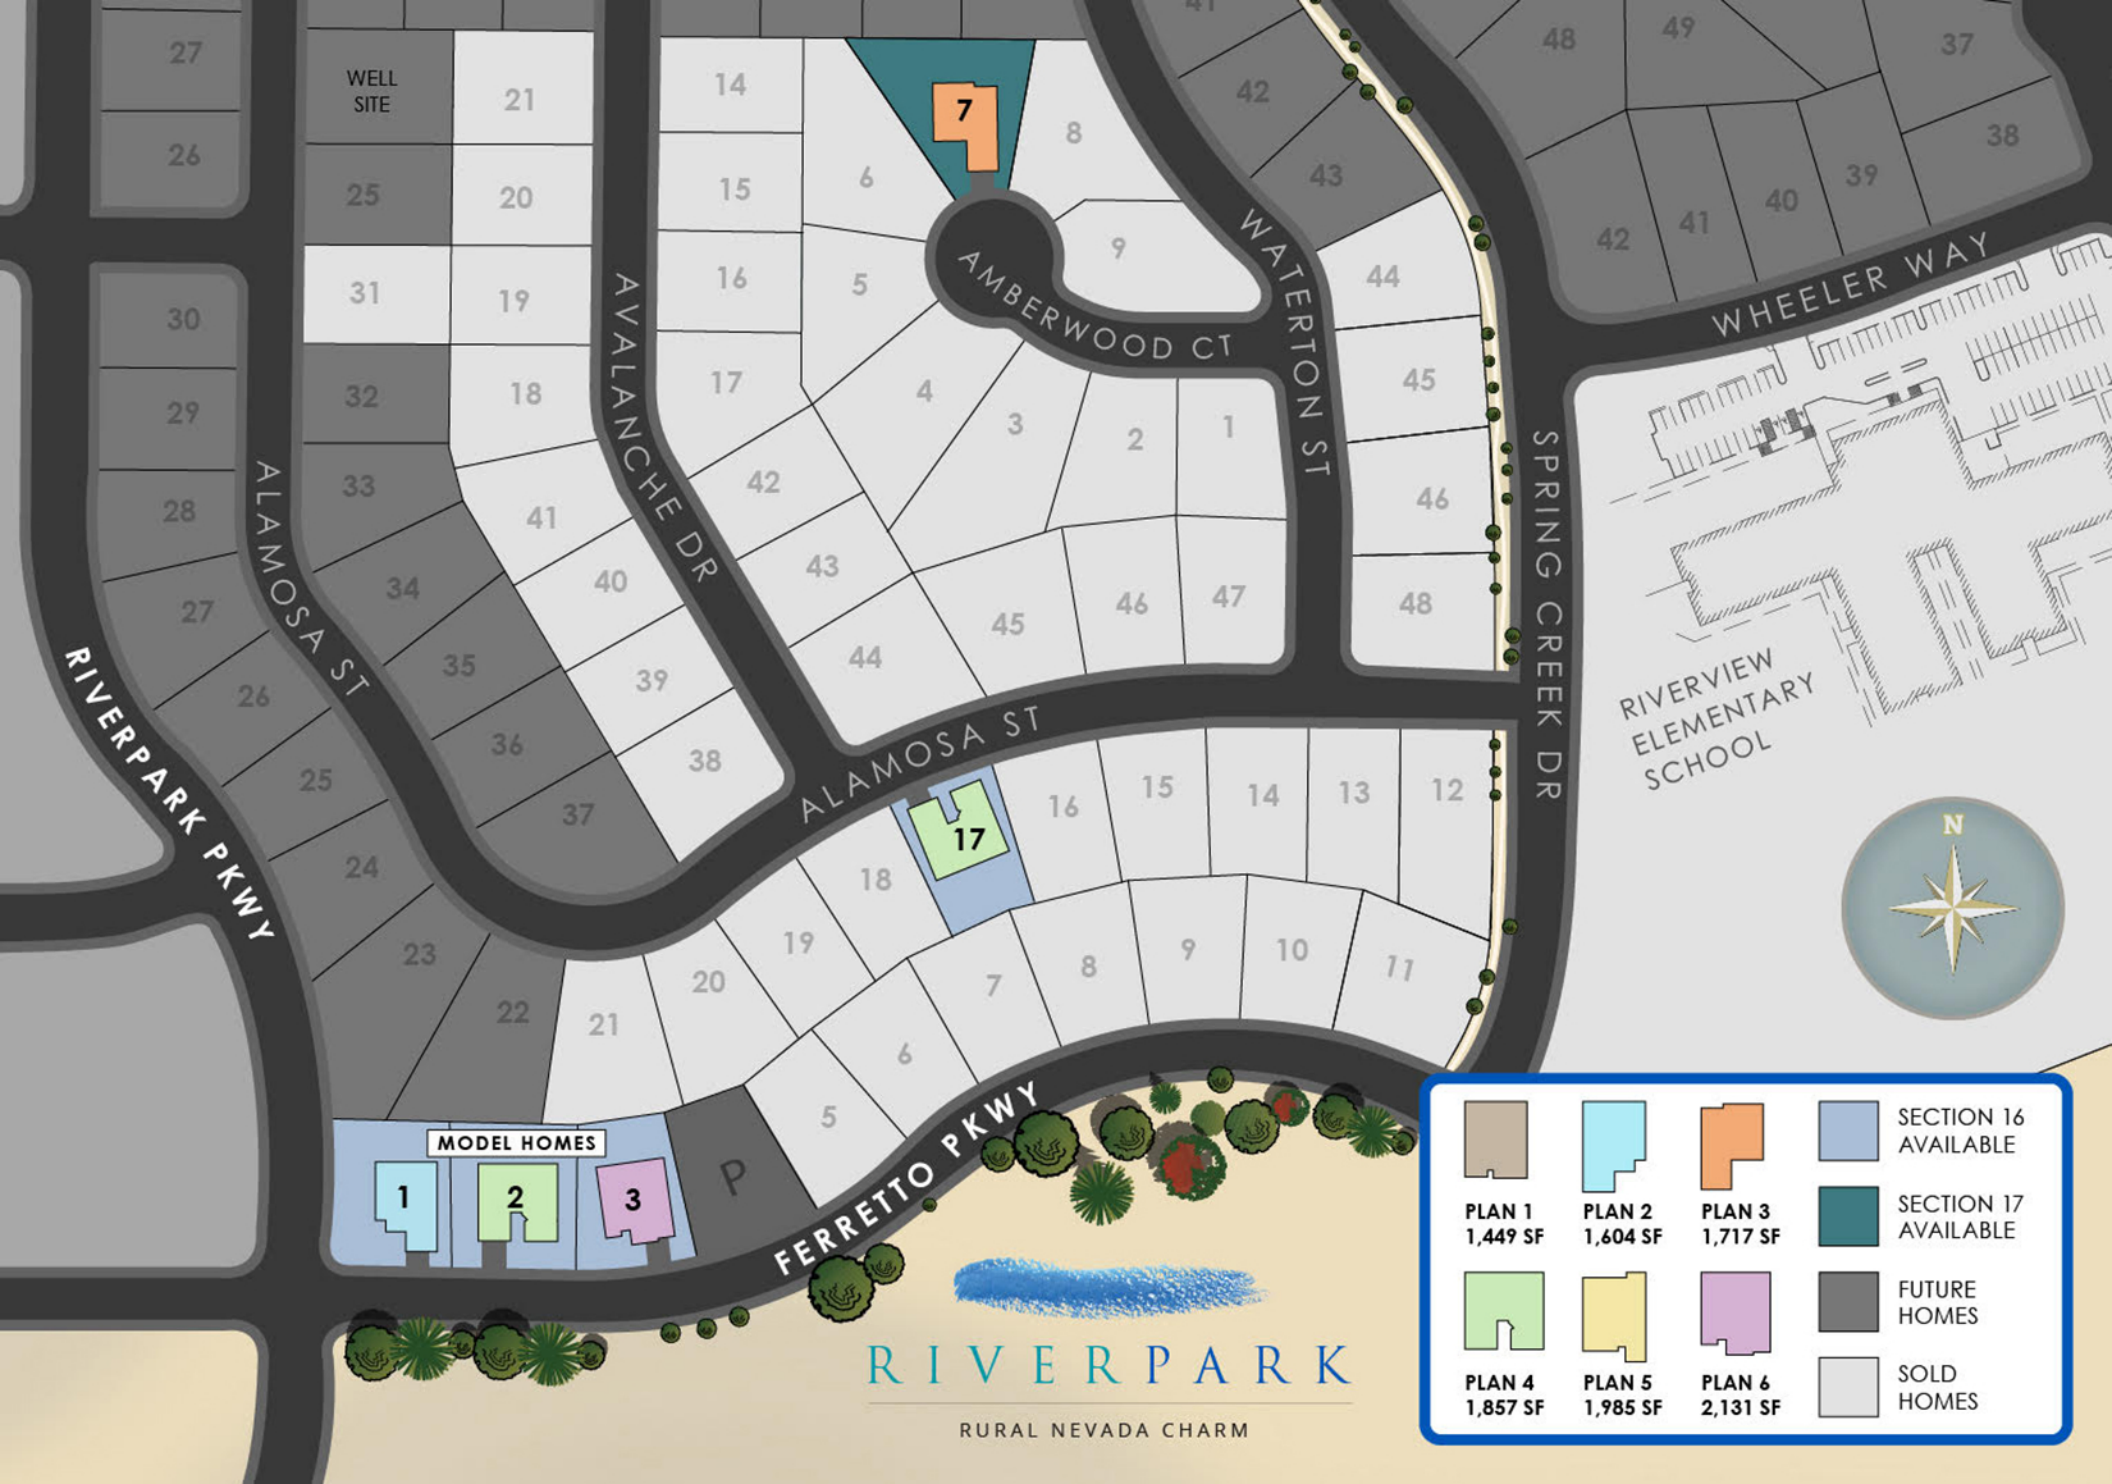 41
48
49
37
27
WELL
SITE
21
14
7
8
42
38
26
25
20
15
6
43
39
40
41
42
9
WATERTON ST
44
WHEELER WAY
31
19
16
5
AMBERWOOD CT
30
AVALANCHE DR
32
18
17
4
3
2
1
45
29
33
41
42
46
SPRING CREEK DR
28
ALAMOSA ST
34
40
43
45
46
47
48
27
35
39
44
RIVERVIEW
ELEMENTARY
SCHOOL
26
36
38
ALAMOSA ST
RIVERPARK PKWY
25
37
17
16
15
14
13
12
N
24
18
23
19
20
7
8
9
10
11
22
21
6
5
MODEL HOMES
1
2
3
P
FERRETTO PKWY
PLAN 1
1,449 SF
PLAN 2
1,604 SF
PLAN 3
1,717 SF
PLAN 4
1,857 SF
PLAN 5
1,985 SF
PLAN 6
2,131 SF
SECTION 16
AVAILABLE
SECTION 17
AVAILABLE
FUTURE
HOMES
SOLD
HOMES
RIVERPARK
RURAL NEVADA CHARM